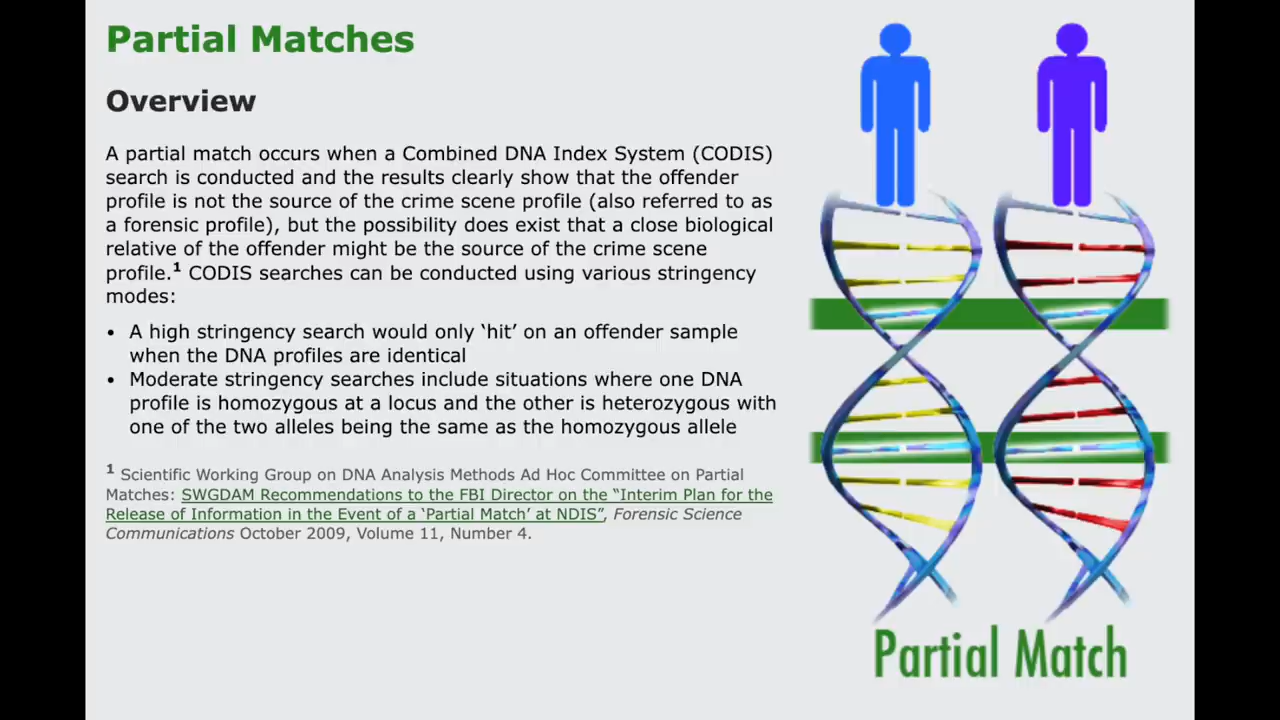 Partial Matches
Overview
A partial match occurs when a Combined DNA Index System (CODIS)
search is conducted and the results clearly show that the offender
profile is not the source of the crime scene profile (also referred to as
a forensic profile), but the possibility does exist that a close biological
relative of the offender might be the source of the crime scene
profile.¹ CODIS searches can be conducted using various stringency
modes:
• A high stringency search would only ‘hit’ on an offender sample
when the DNA profiles are identical
• Moderate stringency searches include situations where one DNA
profile is homozygous at a locus and the other is heterozygous with
one of the two alleles being the same as the homozygous allele
¹ Scientific Working Group on DNA Analysis Methods Ad Hoc Committee on Partial
Matches: SWGDAM Recommendations to the FBI Director on the “Interim Plan for the
Release of Information in the Event of a ‘Partial Match’ at NDIS”, Forensic Science
Communications October 2009, Volume 11, Number 4.
Partial Match